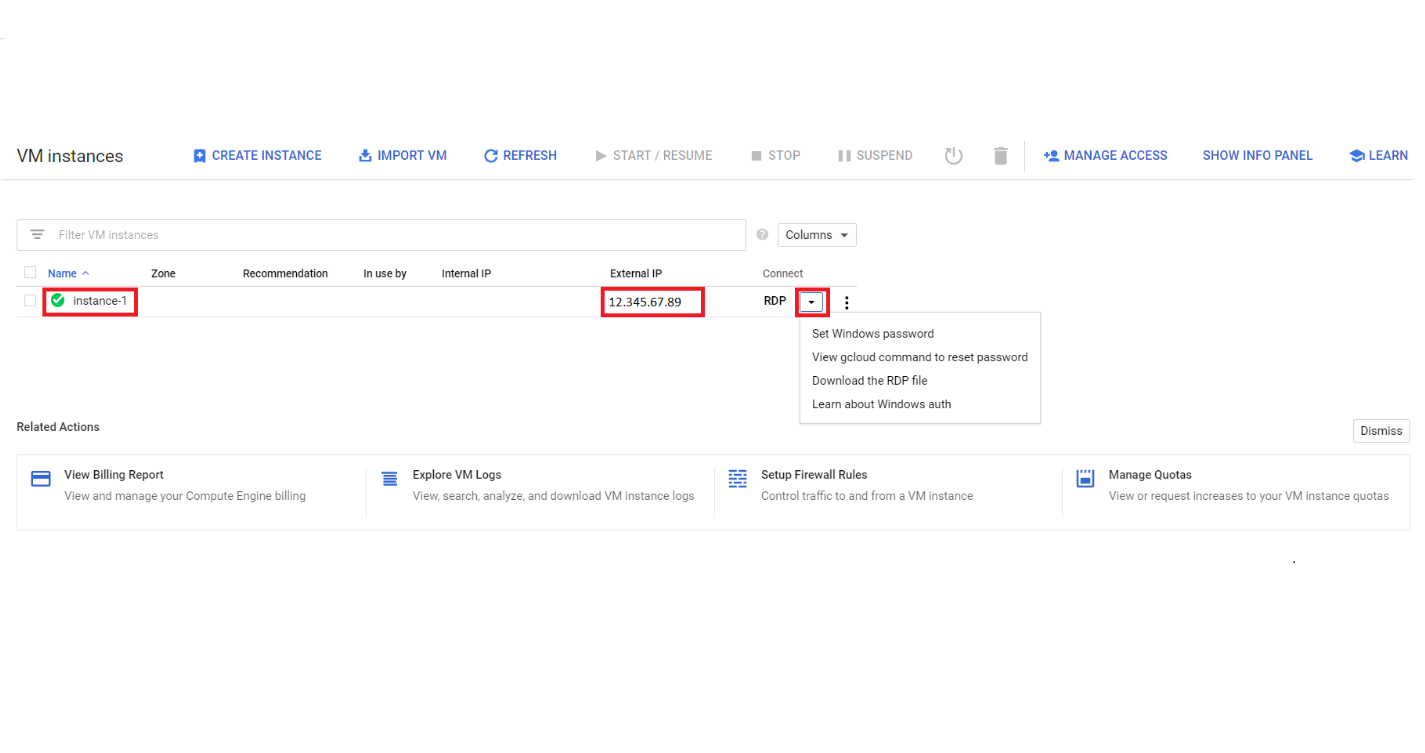 VM instances CREATE INSTANCE IMPORT VM REFRESH START / RESUME STOP SUSPEND MANAGE ACCESS SHOW INFO PANEL LEARN
Filter VM instances ? Columns
Name Zone Recommendation In use by Internal IP External IP Connect
instance-1 12.345.67.89 RDP
Set Windows password
View gcloud command to reset password
Download the RDP file
Learn about Windows auth
Related Actions Dismiss
View Billing Report
View and manage your Compute Engine billing
Explore VM Logs
View, search, analyze, and download VM instance logs
Setup Firewall Rules
Control traffic to and from a VM instance
Manage Quotas
View or request increases to your VM instance quotas